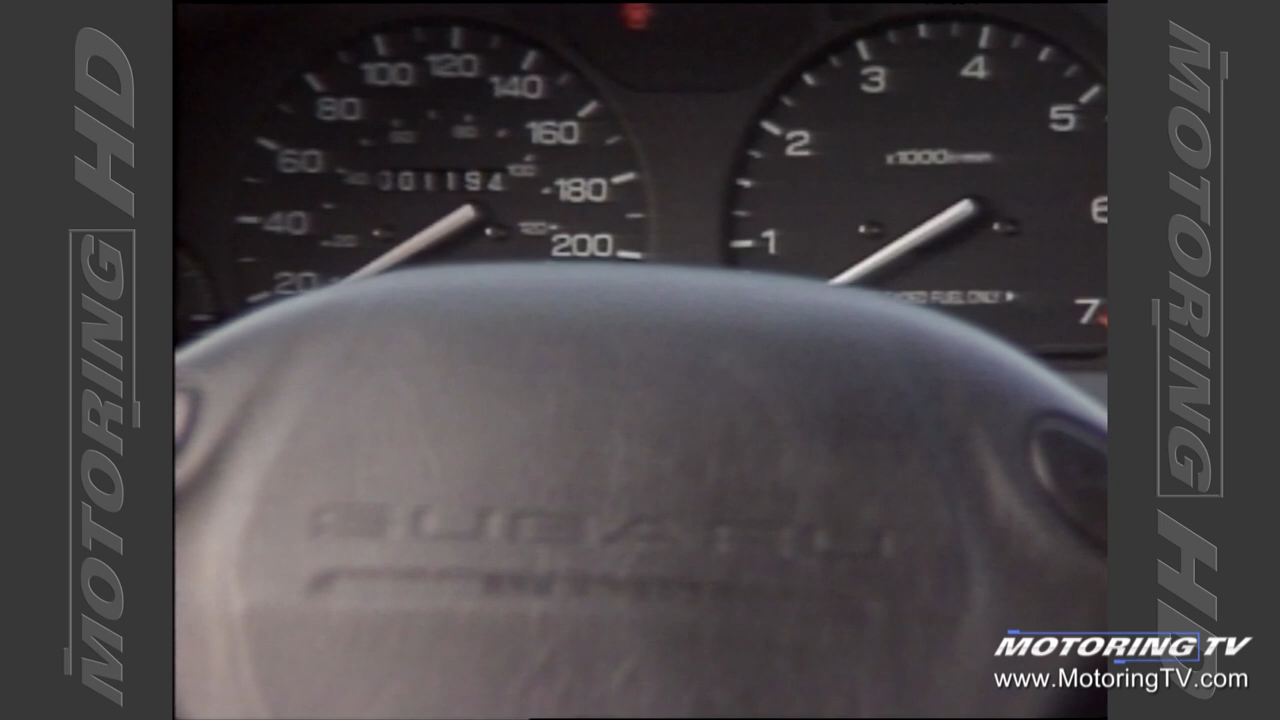 MOTORING HD
100 120 140
80 160
60 001194 180
40 200
20
3 4
2 5
x1000r/min
1 6
FUEL ONLY
7
SUBARU
MOTORING HD
MOTORING TV
www.MotoringTV.com